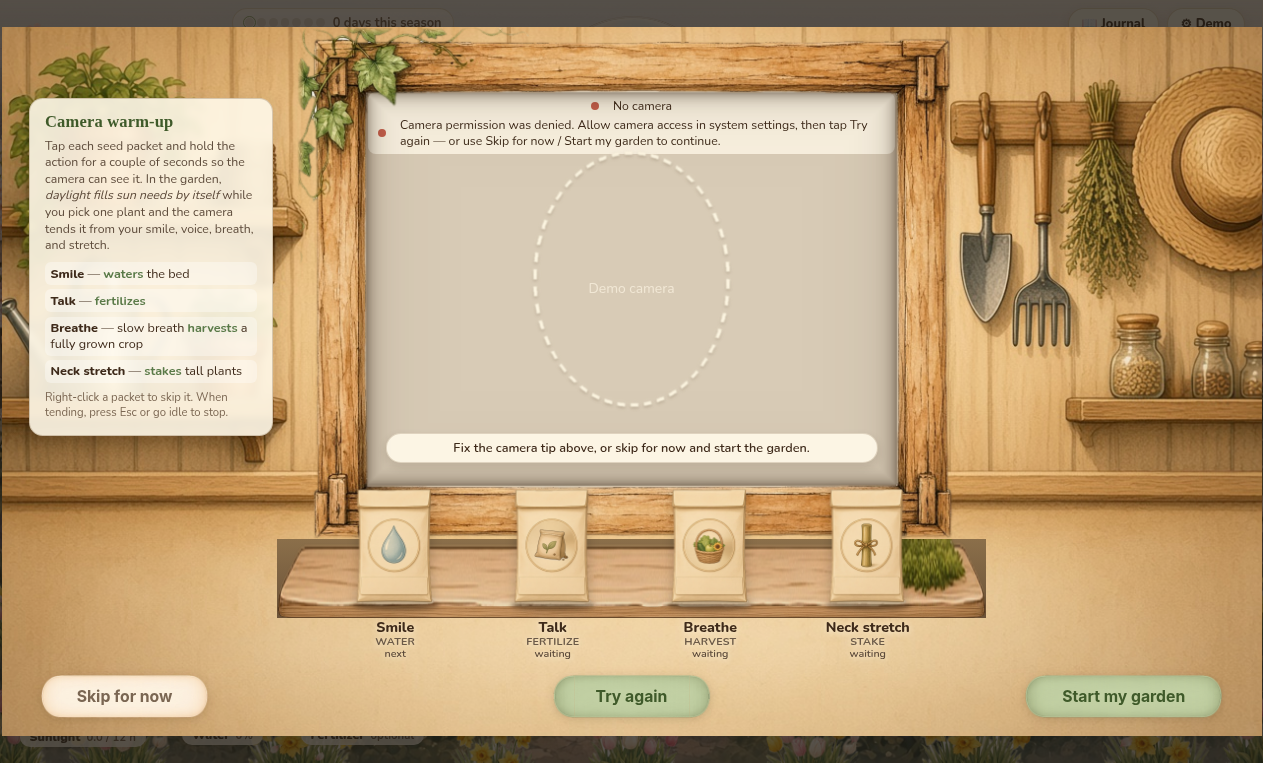 0 days this season
Journal
Demo
Camera warm-up
Tap each seed packet and hold the
action for a couple of seconds so the
camera can see it. In the garden,
daylight fills sun needs by itself while
you pick one plant and the camera
tends it from your smile, voice, breath,
and stretch.
Smile — waters the bed
Talk — fertilizes
Breathe — slow breath harvests a
fully grown crop
Neck stretch — stakes tall plants
Right-click a packet to skip it. When
tending, press Esc or go idle to stop.
No camera
Camera permission was denied. Allow camera access in system settings, then tap Try
again — or use Skip for now / Start my garden to continue.
Demo camera
Fix the camera tip above, or skip for now and start the garden.
Smile
WATER
next
Talk
FERTILIZE
waiting
Breathe
HARVEST
waiting
Neck stretch
STAKE
waiting
Skip for now
Try again
Start my garden
Sunlight 6.0 / 12 h
Water 0%
Fertilizer optional